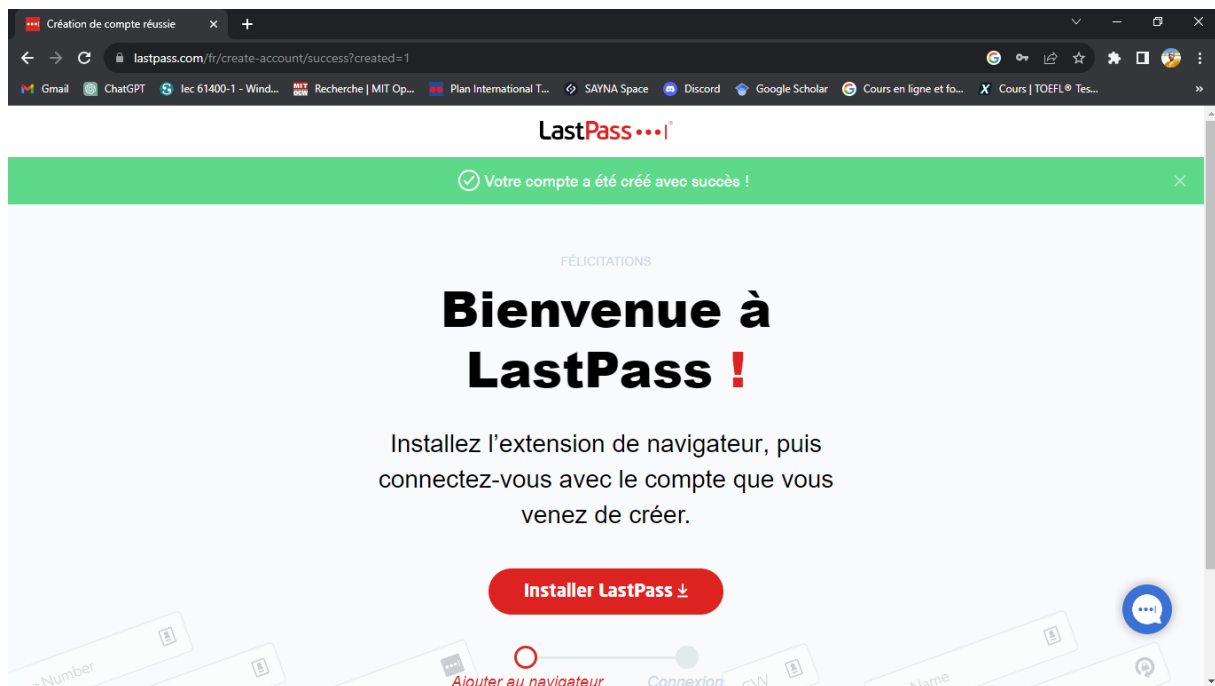 Création de compte réussie
lastpass.com/fr/create-account/success?created=1
Gmail ChatGPT Iec 61400-1 - Wind... Recherche | MIT Op... Plan International T... SAYNA Space Discord Google Scholar Cours en ligne et fo... Cours | TOEFL® Tes... »
LastPass
Votre compte a été créé avec succès !
FÉLICITATIONS
Bienvenue à
LastPass !
Installez l’extension de navigateur, puis
connectez-vous avec le compte que vous
venez de créer.
Installer LastPass
Number
Name
Ajouter au navigateur Connexion CVV